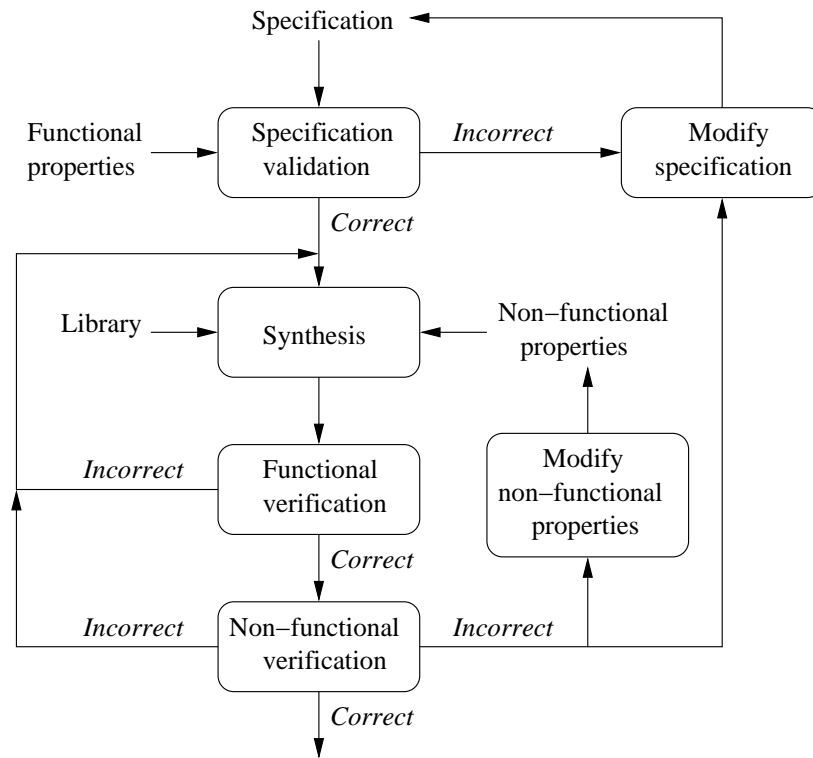 Specification
Functional
properties
Specification
validation
Incorrect
Modify
specification
Correct
Library
Synthesis
Non−functional
properties
Incorrect
Functional
verification
Modify
non−functional
properties
Correct
Incorrect
Non−functional
verification
Incorrect
Correct